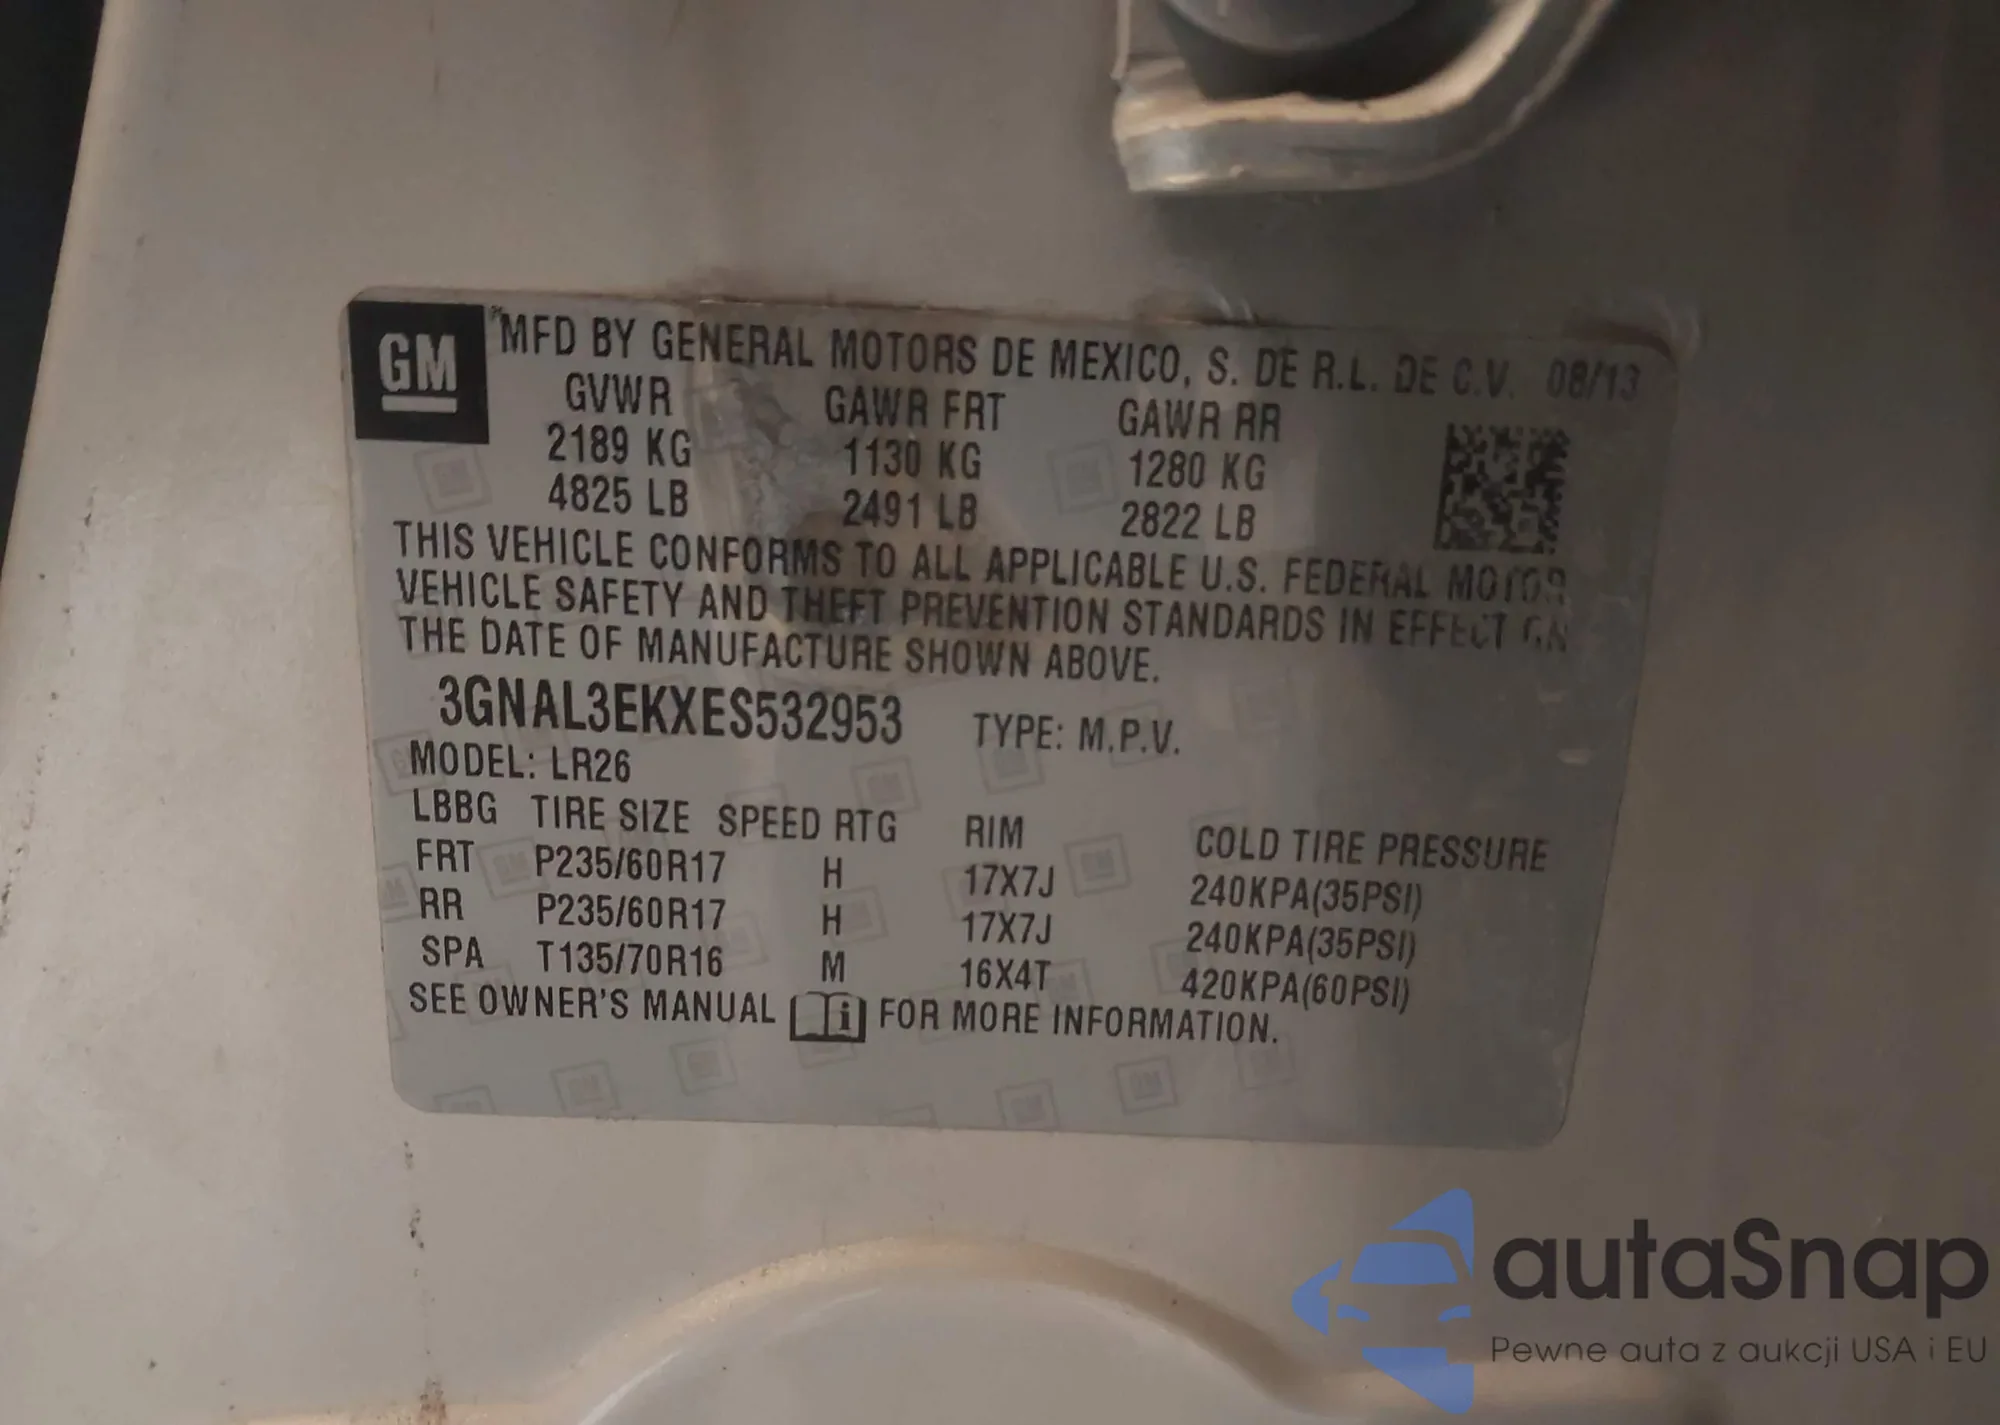 GM
MFD BY GENERAL MOTORS DE MEXICO, S. DE R.L. DE C.V. 08/13
GVWR GAWR FRT GAWR RR
2189 KG 1130 KG 1280 KG
4825 LB 2491 LB 2822 LB
THIS VEHICLE CONFORMS TO ALL APPLICABLE U.S. FEDERAL MOTOR
VEHICLE SAFETY AND THEFT PREVENTION STANDARDS IN EFFECT ON
THE DATE OF MANUFACTURE SHOWN ABOVE.
3GNAL3EKXES532953 TYPE: M.P.V.
MODEL: LR26
LBBG TIRE SIZE SPEED RTG RIM COLD TIRE PRESSURE
FRT P235/60R17 H 17X7J 240KPA(35PSI)
RR P235/60R17 H 17X7J 240KPA(35PSI)
SPA T135/70R16 M 16X4T 420KPA(60PSI)
SEE OWNER'S MANUAL i FOR MORE INFORMATION.
autaSnap
Pewne auta z aukcji USA i EU